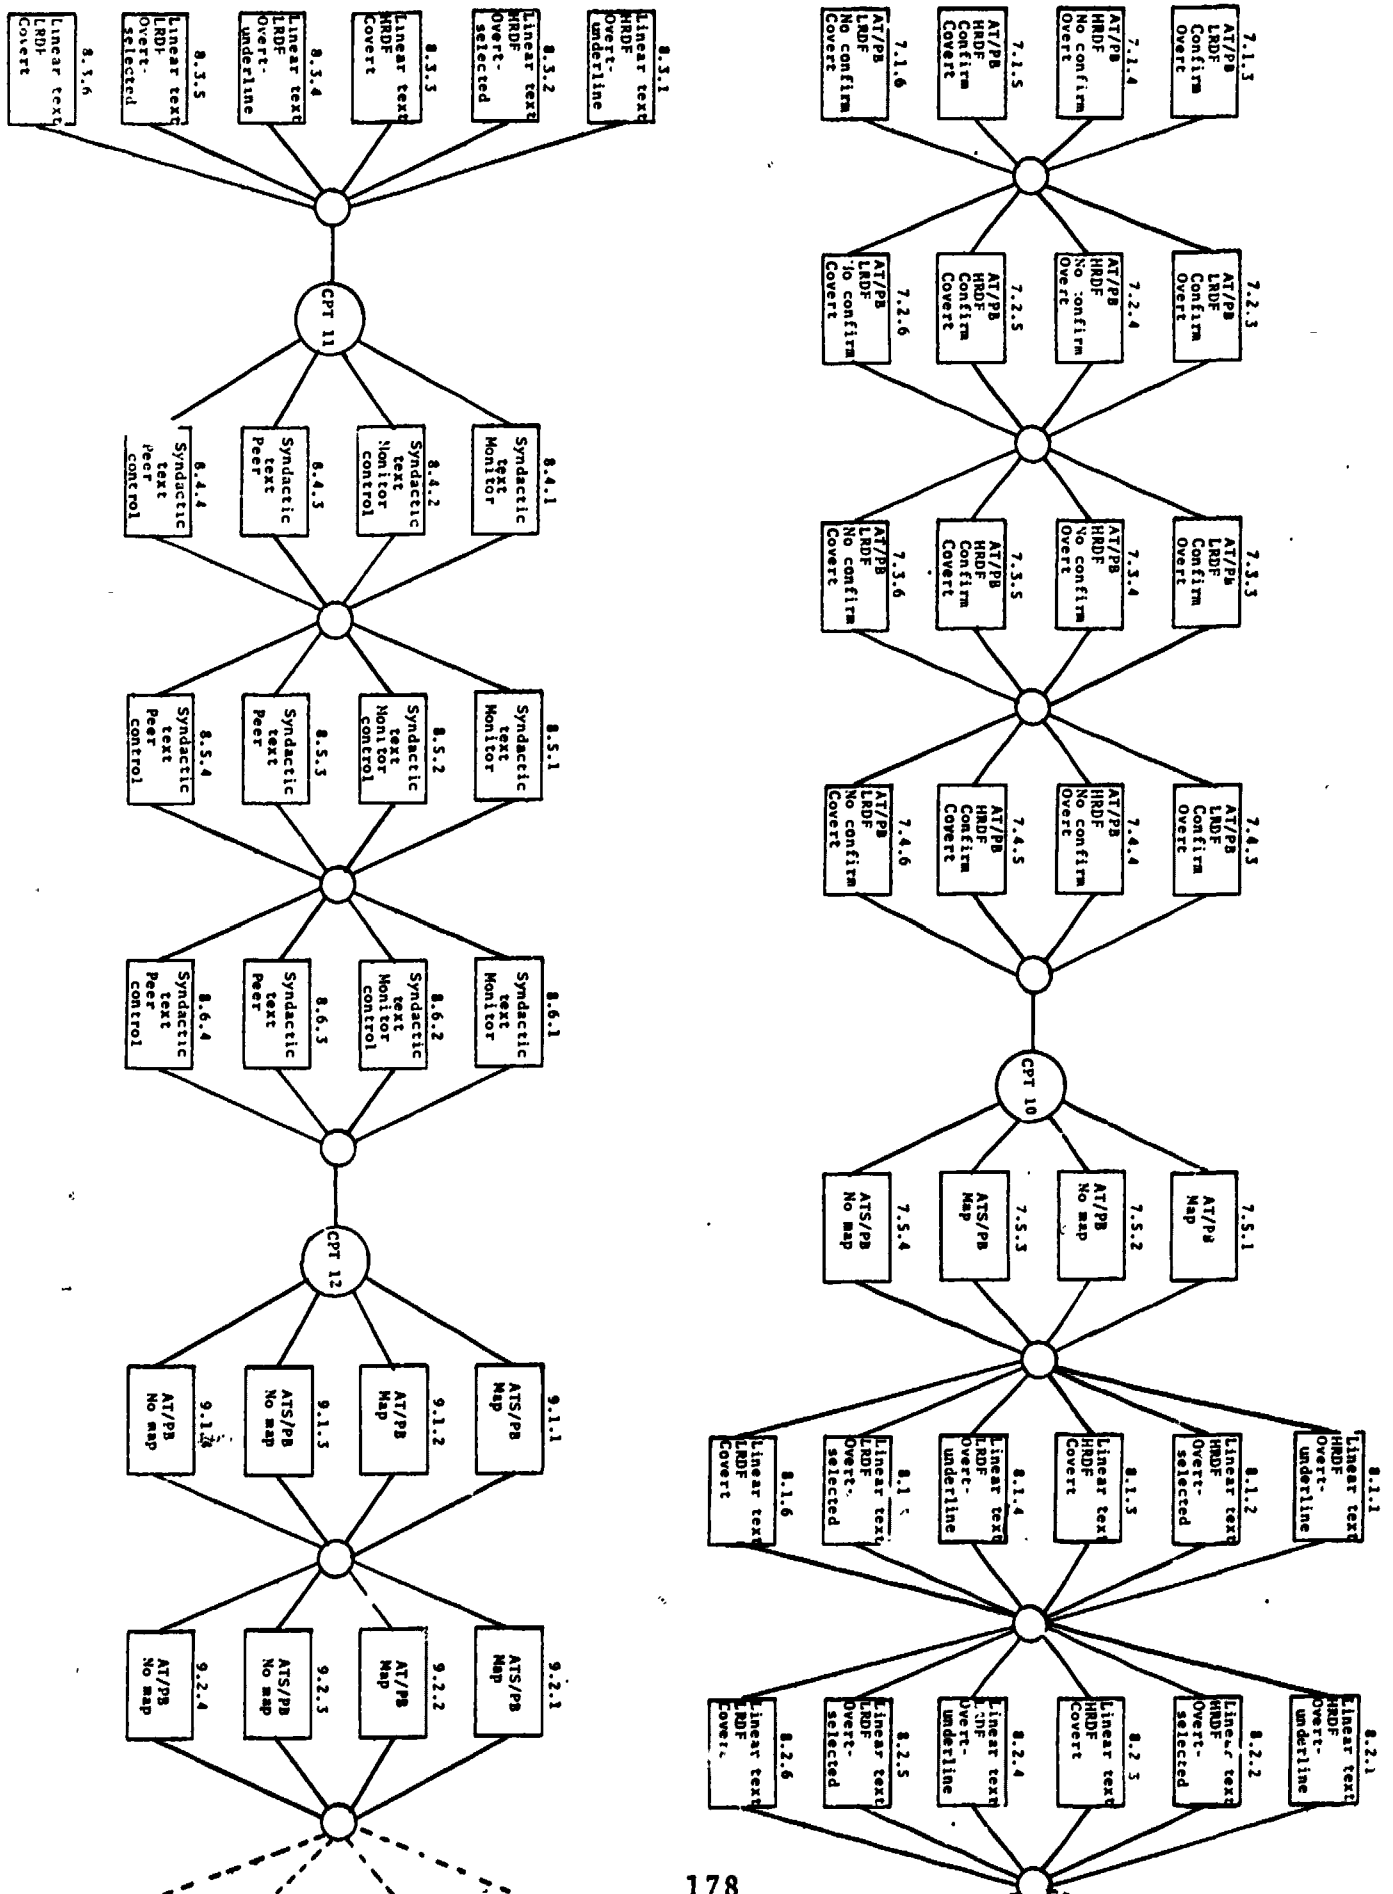 7.1.3
AT/PB
LRDF
Confirm
Overt
7.1.4
AT/PB
HRDF
No confirm
Overt
7.1.5
AT/PB
HRDF
Confirm
Covert
7.1.6
AT/PB
LRDF
No confirm
Covert
7.2.3
AT/PB
LRDF
Confirm
Overt
7.2.4
AT/PB
HRDF
No confirm
Overt
7.2.5
AT/PB
HRDF
Confirm
Covert
7.2.6
AT/PB
LRDF
No confirm
Covert
7.3.3
AT/PB
LRDF
Confirm
Overt
7.3.4
AT/PB
HRDF
No confirm
Overt
7.3.5
AT/PB
HRDF
Confirm
Covert
7.3.6
AT/PB
LRDF
No confirm
Covert
7.4.3
AT/PB
LRDF
Confirm
Overt
7.4.4
AT/PB
HRDF
No confirm
Overt
7.4.5
AT/PB
HRDF
Confirm
Covert
7.4.6
AT/PB
LRDF
No confirm
Covert
CPT 10
7.5.1
AT/PB
Map
7.5.2
AT/PB
No map
7.5.3
ATS/PB
Map
7.5.4
ATS/PB
No map
8.1.1
Linear text
HRDF
Overt-
underline
8.1.2
Linear text
HRDF
Overt-
selected
8.1.3
Linear text
HRDF
Covert
8.1.4
Linear text
LRDF
Overt-
underline
8.1
Linear text
LRDF
Overt-
selected
8.1.6
Linear text
LRDF
Covert
8.2.1
Linear text
HRDF
Overt-
underline
8.2.2
Linear text
HRDF
Overt-
selected
8.2.3
Linear text
HRDF
Covert
8.2.4
Linear text
LRDF
Overt-
underline
8.2.5
Linear text
LRDF
Overt-
selected
8.2.6
Linear text
LRDF
Covert
8.3.1
Linear text
HRDF
Overt-
underline
8.3.2
Linear text
HRDF
Overt-
selected
8.3.3
Linear text
HRDF
Covert
8.3.4
Linear text
LRDF
Overt-
underline
8.3.5
Linear text
LRDF
Overt-
selected
8.3.6
Linear text
LRDF
Covert
CPT 11
8.4.1
Syndactic
text
Monitor
8.4.2
Syndactic
text
Monitor
control
8.4.3
Syndactic
text
Peer
8.4.4
Syndactic
text
Peer
control
8.5.1
Syndactic
text
Monitor
8.5.2
Syndactic
text
Monitor
control
8.5.3
Syndactic
text
Peer
8.5.4
Syndactic
text
Peer
control
8.6.1
Syndactic
text
Monitor
8.6.2
Syndactic
text
Monitor
control
8.6.3
Syndactic
text
Peer
8.6.4
Syndactic
text
Peer
control
CPT 12
9.1.1
ATS/PB
Map
9.1.2
AT/PB
Map
9.1.3
ATS/PB
No map
9.1.
AT/PB
No map
9.2.1
ATS/PB
Map
9.2.2
AT/PB
Map
9.2.3
ATS/PB
No map
9.2.4
AT/PB
No map
178